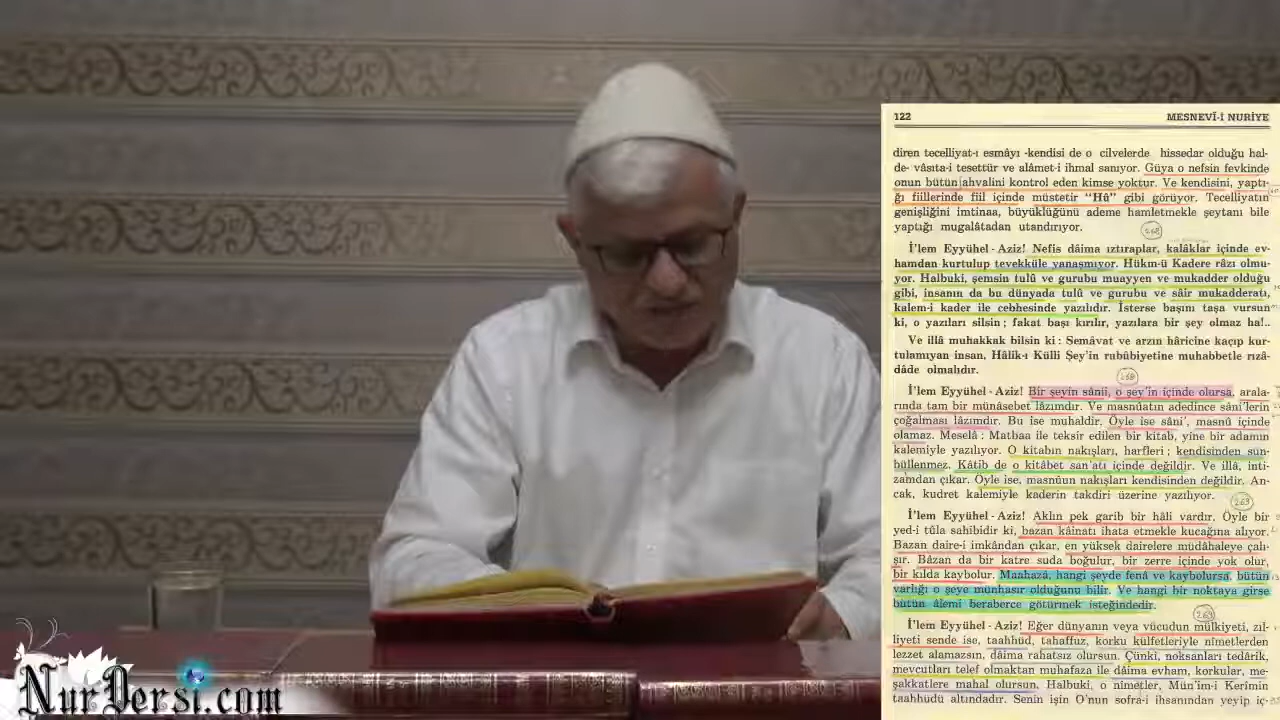 122 MESNEVÎ-İ NURİYE
diren tecelliyat-ı esmâyı -kendisi de o cilvelerde hissedar olduğu hal-
de- vâsıta-i tesettür ve alâmet-i ihmal sanıyor. Güya o nefsin fevkinde
onun bütün ahvalini kontrol eden kimse yoktur. Ve kendisini, yaptı-
ğı fiillerinde fiil içinde müstetir “Hû” gibi görüyor. Tecelliyatın
genişliğini imtinaa, büyüklüğünü ademe hamletmekle şeytanı bile
yaptığı mugalâtadan utandırıyor.
268
İ'lem Eyyühel - Aziz! Nefis dâima ıztıraplar, kalâklar içinde ev-
hamdan kurtulup tevekküle yanaşmıyor. Hükm-ü Kadere râzı olmu-
yor. Halbuki, şemsin tulû ve gurubu muayyen ve mukadder olduğu
gibi, insanın da bu dünyada tulû ve gurubu ve sâir mukadderatı,
kalem-i kader ile cebhesinde yazılıdır. İsterse başını taşa vursun
ki, o yazıları silsin; fakat başı kırılır, yazılara bir şey olmaz ha!..
Ve illâ muhakkak bilsin ki: Semâvat ve arzın hâricine kaçıp kur-
tulamıyan insan, Hâlik-ı Külli Şey'in rubûbiyetine muhabbetle rızâ-
dâde olmalıdır.
İ'lem Eyyühel - Aziz! Bir şeyin sânii, o şey'in içinde olursa, arala-
rında tam bir münâsebet lâzımdır. Ve masnûatın adedince sâni'lerin
çoğalması lâzımdır. Bu ise muhaldir. Öyle ise sâni', masnû içinde
olamaz. Meselâ: Matbaa ile teksir edilen bir kitab, yine bir adamın
kalemiyle yazılıyor. O kitabın nakışları, harfleri; kendisinden sün-
büllenmez. Kâtib de o kitâbet san'atı içinde değildir. Ve illâ, inti-
zamdan çıkar. Öyle ise, masnûun nakışları kendisinden değildir. An-
cak, kudret kalemiyle kaderin takdiri üzerine yazılıyor.
263
İ'lem Eyyühel - Aziz! Aklın pek garib bir hâli vardır. Öyle bir
yed-i tûla sahibidir ki, bazan kâinatı ihata etmekle kucağına alıyor.
Bazan daire-i imkândan çıkar, en yüksek dairelere müdâhaleye çalı-
şır. Bâzan da bir katre suda boğulur, bir zerre içinde yok olur,
bir kılda kaybolur. Maahazâ, hangi şeyde fenâ ve kaybolursa, bütün
varlığı o şeye münhasır olduğunu bilir. Ve hangi bir noktaya girse
bütün âlemi beraberce götürmek isteğindedir.
İ'lem Eyyühel - Aziz! Eğer dünyanın veya vücudun mülkiyeti, zıl-
liyeti sende ise, taahhüd, tahaffuz, korku külfetleriyle nîmetlerden
lezzet alamazsın, dâima rahatsız olursun. Çünki, noksanları tedârik,
mevcutları telef olmaktan muhafaza ile dâima evham, korkular, me-
şakkatlere mahal olursun. Halbuki, o nîmetler, Mün'im-i Kerîmin
taahhüdü altındadır. Senin işin O'nun sofra-i ihsanından yeyip iç-
NurDersi.com